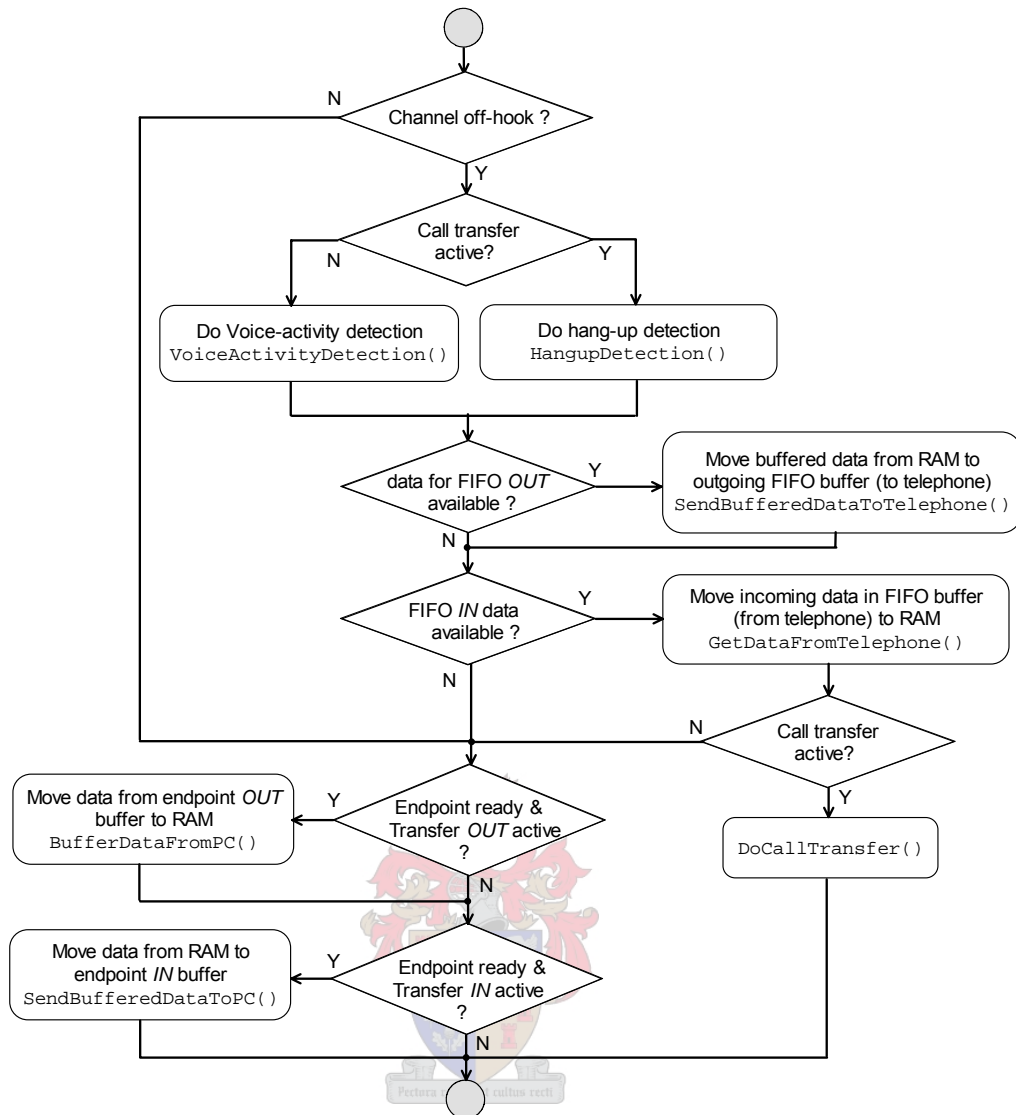 N
Channel off-hook ?
Y
Call transfer
active?
N
Y
Do Voice-activity detection
VoiceActivityDetection()
Do hang-up detection
HangupDetection()
data for FIFO OUT
available ?
Y
Move buffered data from RAM to
outgoing FIFO buffer (to telephone)
SendBufferedDataToTelephone()
N
FIFO IN data
available ?
Y
Move incoming data in FIFO buffer
(from telephone) to RAM
GetDataFromTelephone()
N
N
Call transfer
active?
Y
Move data from endpoint OUT
buffer to RAM
BufferDataFromPC()
Y
Endpoint ready &
Transfer OUT active
?
DoCallTransfer()
N
Move data from RAM to
endpoint IN buffer
SendBufferedDataToPC()
Y
Endpoint ready &
Transfer IN active
?
N
Pectora cultus recti